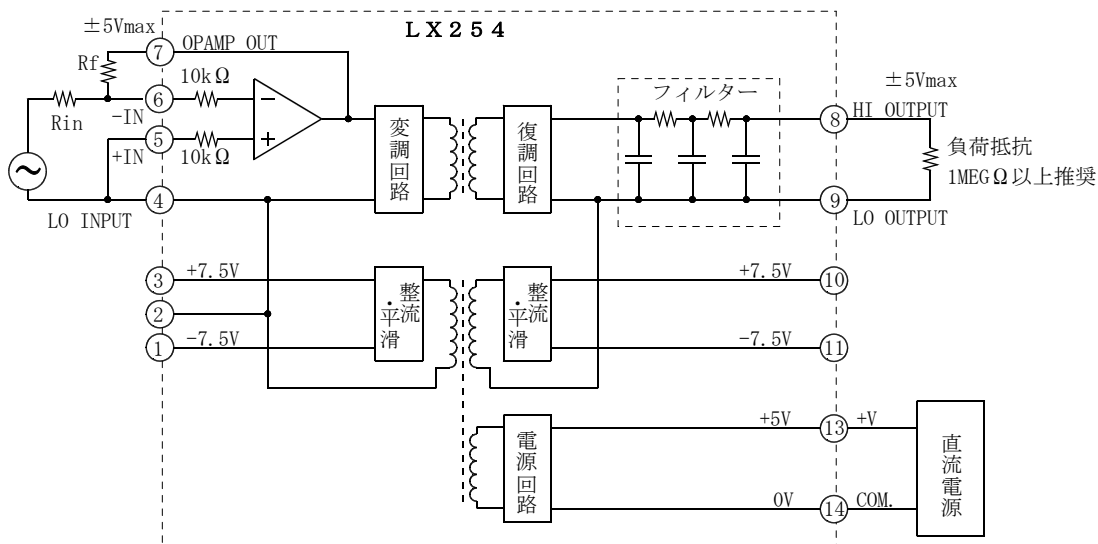 LX254
±5Vmax
⑦ OPAMP OUT
Rf
10kΩ
⑥
Rin
-IN
⑤
+IN
10kΩ
④
LO INPUT
−
+
変調回路
復調回路
フィルター
±5Vmax
⑧ HI OUTPUT
負荷抵抗
1MEGΩ以上推奨
⑨
LO OUTPUT
③ +7.5V
②
① -7.5V
整流・平滑
整流・平滑
+7.5V ⑩
-7.5V ⑪
電源回路
+5V ⑬ +V
0V ⑭ COM.
直流電源